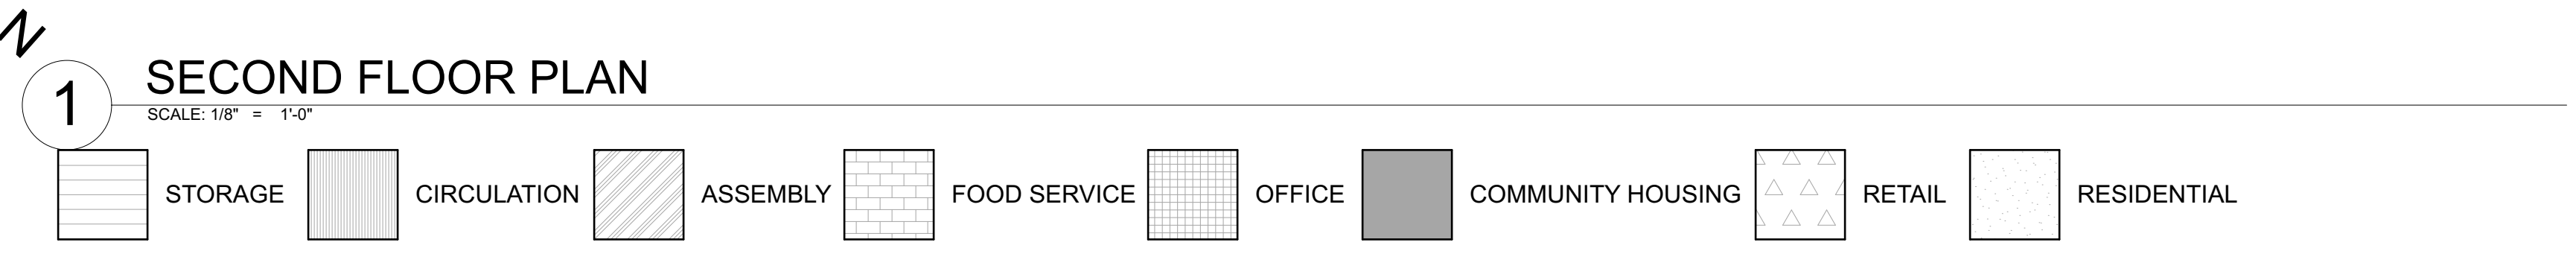 N
1
SECOND FLOOR PLAN
SCALE: 1/8" = 1'-0"
STORAGE CIRCULATION ASSEMBLY FOOD SERVICE OFFICE COMMUNITY HOUSING RETAIL RESIDENTIAL